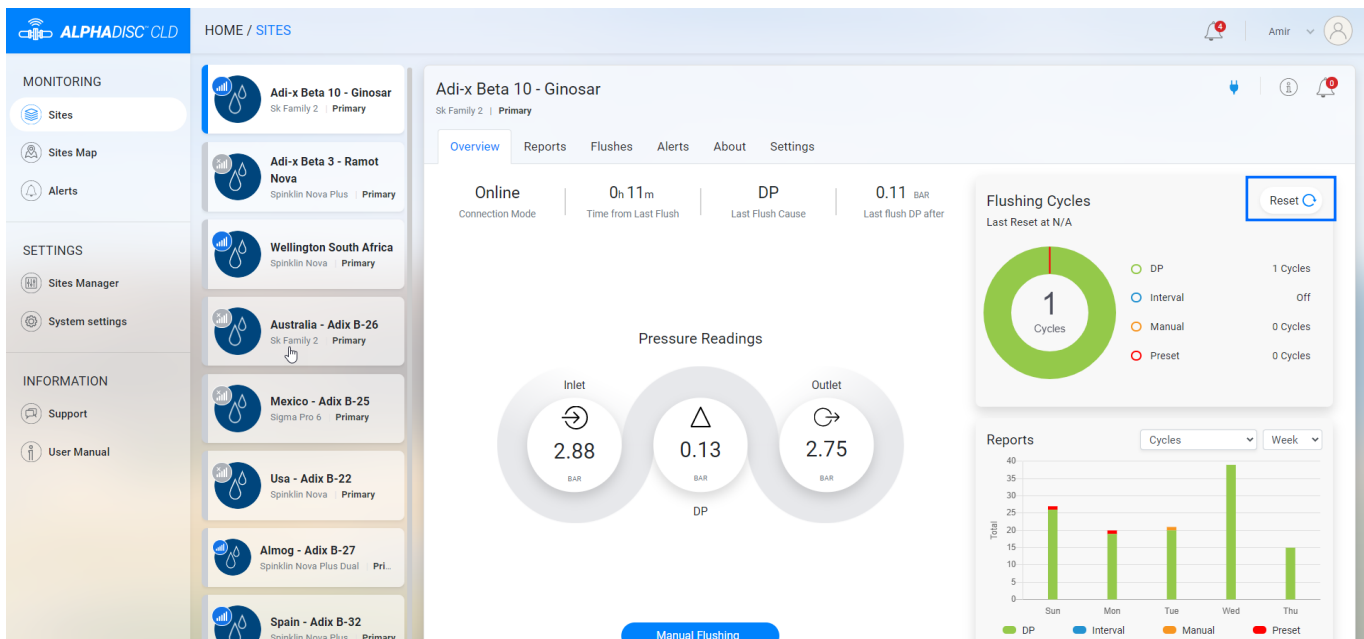 ALPHADISC™ CLD
HOME / SITES
4
Amir
MONITORING
Sites
Sites Map
Alerts
SETTINGS
Sites Manager
System settings
INFORMATION
Support
User Manual
Adi-x Beta 10 - Ginosar
Sk Family 2 | Primary
Adi-x Beta 3 - Ramot
Nova
Spinklin Nova Plus | Primary
Wellington South Africa
Spinklin Nova | Primary
Australia - Adix B-26
Sk Family 2 Primary
Mexico - Adix B-25
Sigma Pro 6 | Primary
Usa - Adix B-22
Spinklin Nova | Primary
Almog - Adix B-27
Spinklin Nova Plus Dual | Pri...
Spain - Adix B-32
Spinklin Nova Plus Primary
Adi-x Beta 10 - Ginosar
Sk Family 2 | Primary
0
Overview Reports Flushes Alerts About Settings
Online
Connection Mode
0h 11m
Time from Last Flush
DP
Last Flush Cause
0.11 BAR
Last flush DP after
Pressure Readings
Inlet
2.88
BAR
0.13
BAR
DP
Outlet
2.75
BAR
Manual Flushing
Flushing Cycles
Reset
Last Reset at N/A
1
Cycles
DP 1 Cycles
Interval Off
Manual 0 Cycles
Preset 0 Cycles
Reports
Cycles
Week
Total
40
35
30
25
20
15
10
5
0
Sun Mon Tue Wed Thu
DP Interval Manual Preset